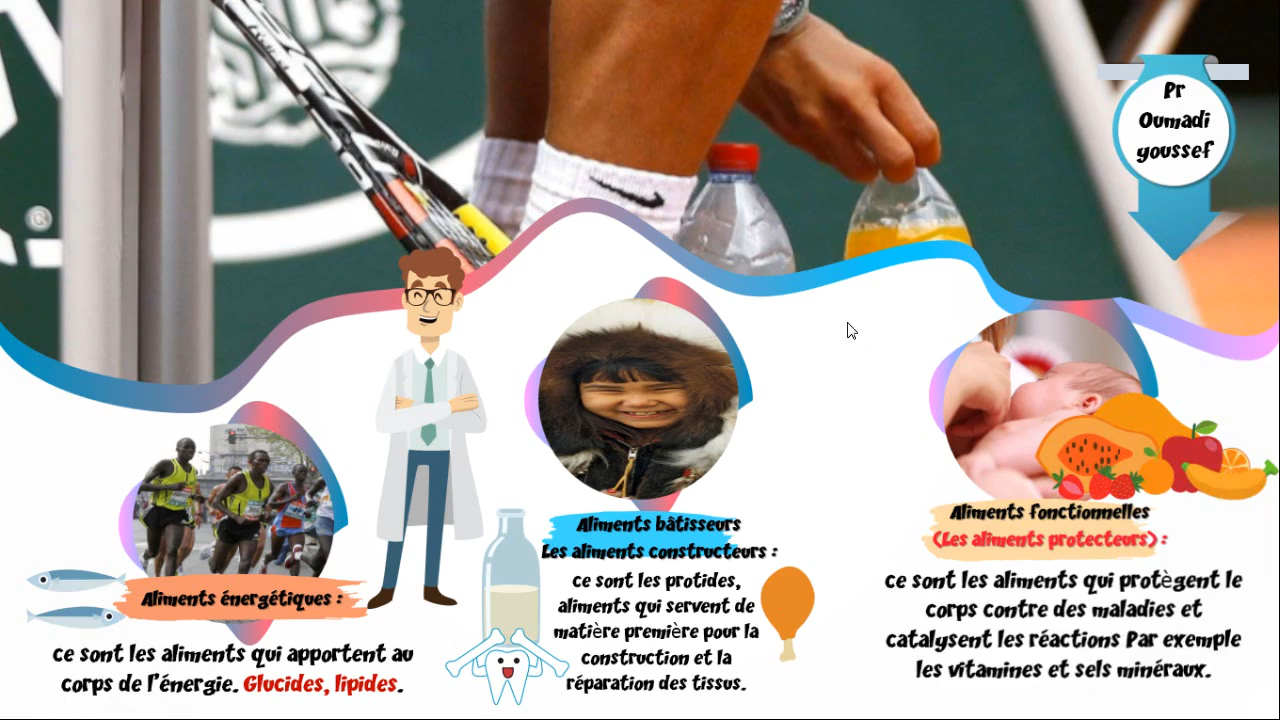 Pr
Oumadi
youssef
®
Aliments énergétiques :
ce sont les aliments qui apportent au
corps de l'énergie. Glucides, lipides.
Aliments bâtisseurs
Les aliments constructeurs :
ce sont les protides,
aliments qui servent de
matière première pour la
construction et la
réparation des tissus.
Aliments fonctionnelles
(Les aliments protecteurs) :
ce sont les aliments qui protègent le
corps contre des maladies et
catalysent les réactions Par exemple
les vitamines et sels minéraux.